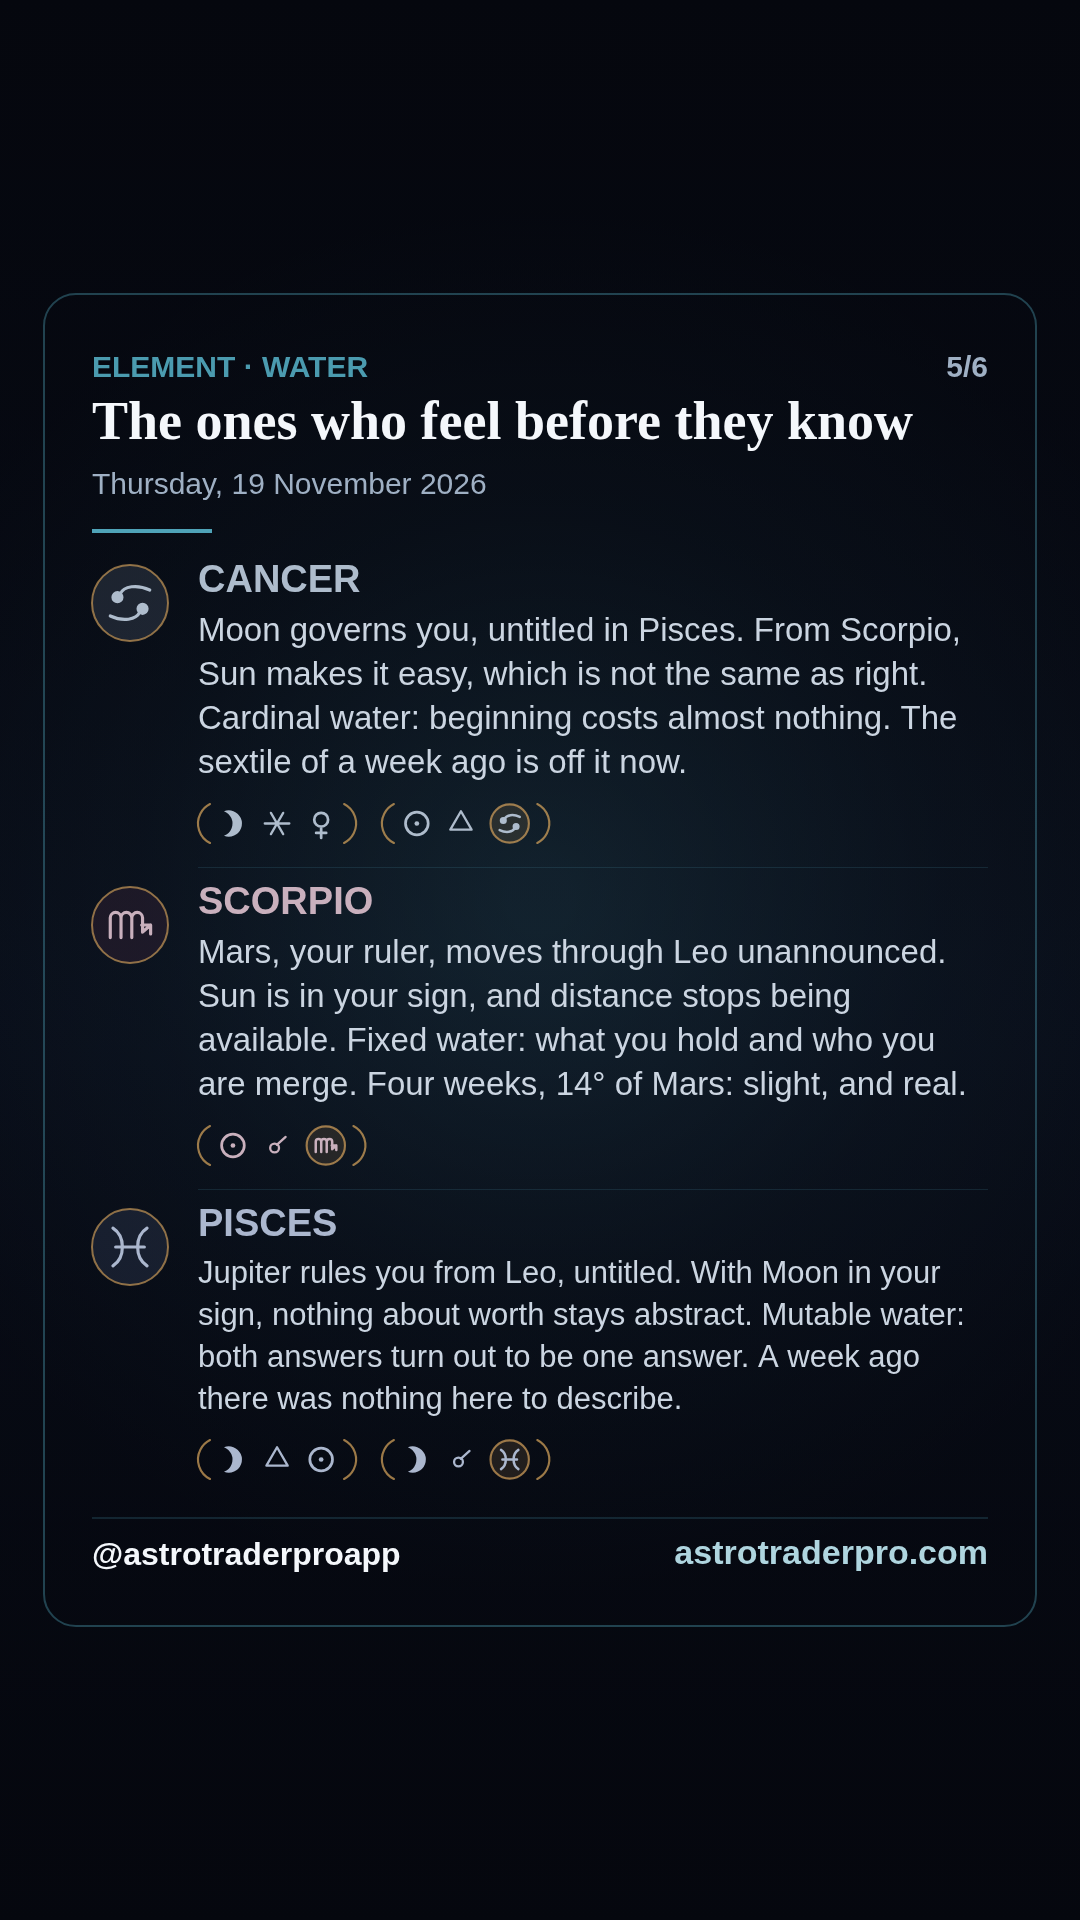 ELEMENT · WATER
5/6
The ones who feel before they know
Thursday, 19 November 2026
CANCER
Moon governs you, untitled in Pisces. From Scorpio,
Sun makes it easy, which is not the same as right.
Cardinal water: beginning costs almost nothing. The
sextile of a week ago is off it now.
SCORPIO
Mars, your ruler, moves through Leo unannounced.
Sun is in your sign, and distance stops being
available. Fixed water: what you hold and who you
are merge. Four weeks, 14° of Mars: slight, and real.
PISCES
Jupiter rules you from Leo, untitled. With Moon in your
sign, nothing about worth stays abstract. Mutable water:
both answers turn out to be one answer. A week ago
there was nothing here to describe.
@astrotraderproapp
astrotraderpro.com